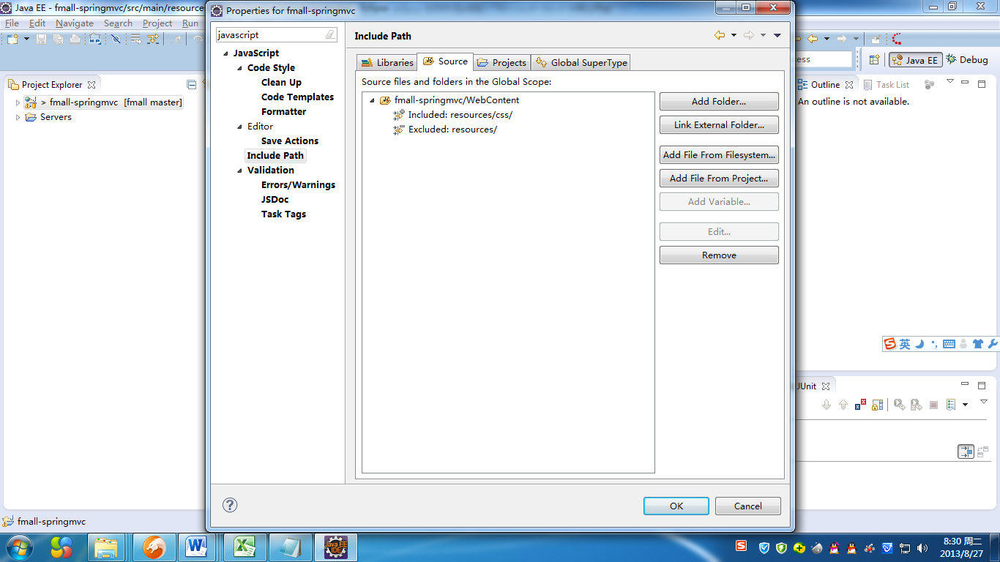 Java EE - fmall-springmvc/src/main/resource
Properties for fmall-springmvc
File Edit Navigate Search Project Run
javascript
Include Path
JavaScript
Code Style
Clean Up
Code Templates
Formatter
Editor
Save Actions
Include Path
Validation
Errors/Warnings
JSDoc
Task Tags
Libraries
Source
Projects
Global SuperType
Source files and folders in the Global Scope:
fmall-springmvc/WebContent
Included: resources/css/
Excluded: resources/
Add Folder...
Link External Folder...
Add File From Filesystem...
Add File From Project...
Add Variable...
Edit...
Remove
OK
Cancel
Project Explorer
> fmall-springmvc [fmall master]
Servers
ess
Java EE
Debug
Outline
Task List
An outline is not available.
英
JUnit
fmall-springmvc
Java EE
IDE
8:30 周二
2013/8/27